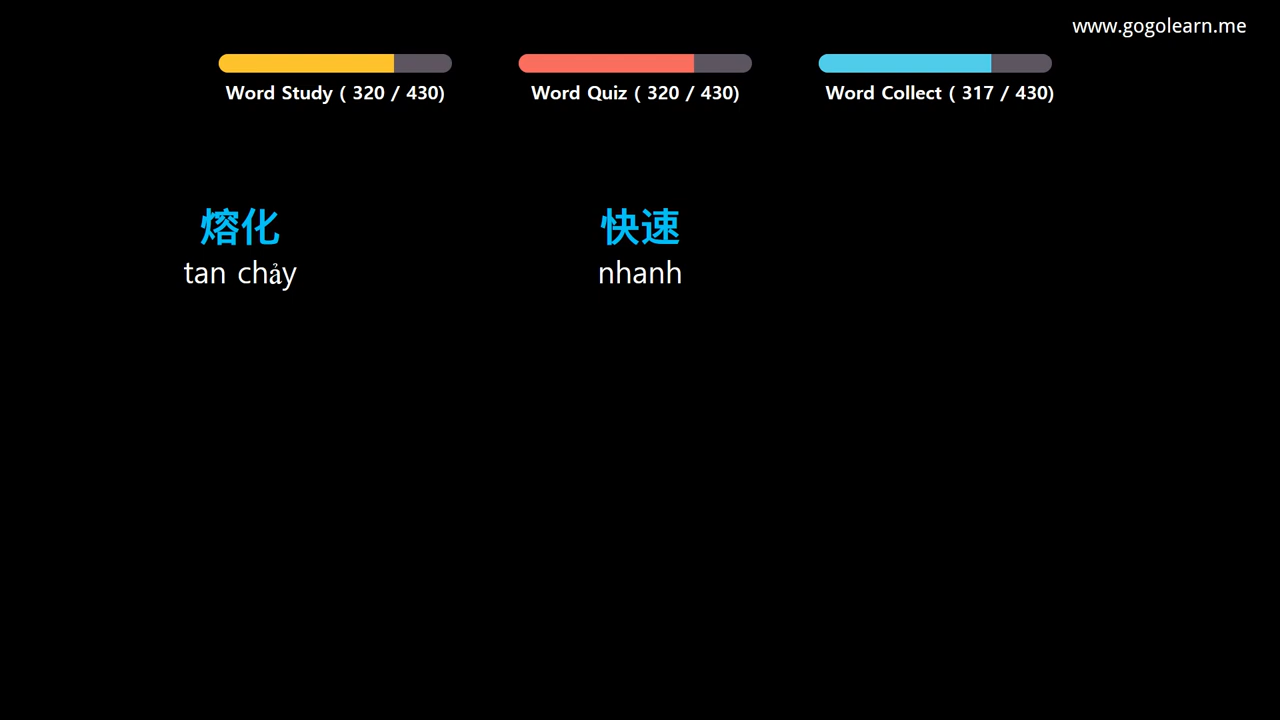 www.gogolearn.me
Word Study ( 320 / 430)
Word Quiz ( 320 / 430)
Word Collect ( 317 / 430)
熔化
tan chảy
快速
nhanh